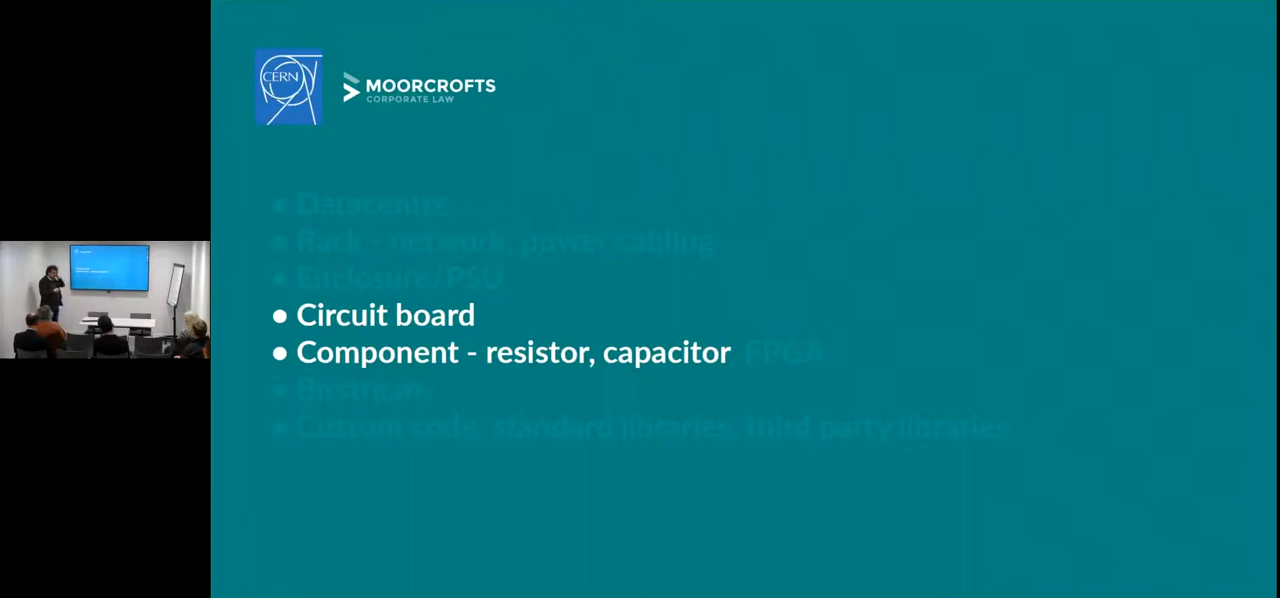 CERN
MOORCROFTS
CORPORATE LAW
• Datacentre
• Rack - network, power cabling
• Enclosure/PSU
• Circuit board
• Component - resistor, capacitor FPGA
• Bitstream
• Custom code, standard libraries, third party libraries